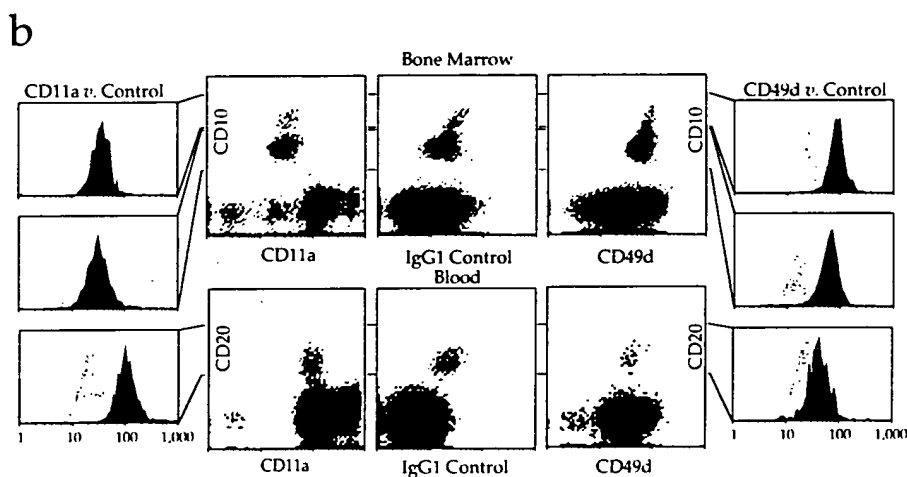 b
Bone Marrow
CD11a v. Control
CD49d v. Control
CD10
CD10
CD11a
IgG1 Control
CD49d
Blood
CD20
CD20
1 10 100 1,000
1 10 100 1,000
CD11a
IgG1 Control
CD49d